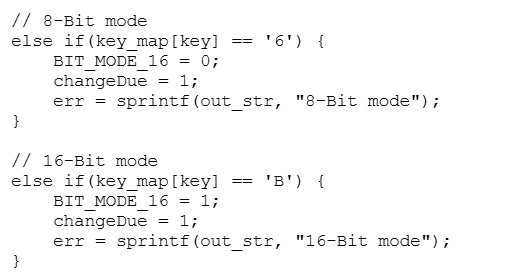 // 8-Bit mode
else if(key_map[key] == '6') {
    BIT_MODE_16 = 0;
    changeDue = 1;
    err = sprintf(out_str, "8-Bit mode");
}

// 16-Bit mode
else if(key_map[key] == 'B') {
    BIT_MODE_16 = 1;
    changeDue = 1;
    err = sprintf(out_str, "16-Bit mode");
}